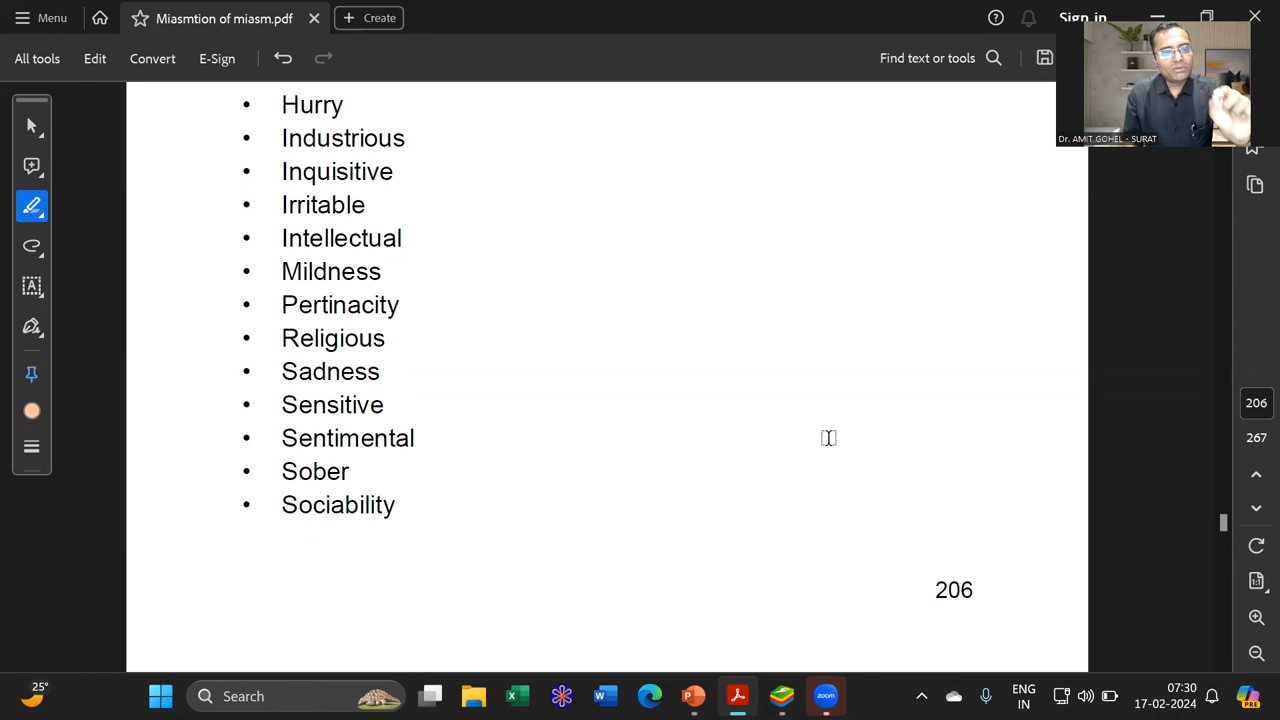 Menu
Miasmtion of miasm.pdf
Create
Sign in
All tools
Edit
Convert
E-Sign
Find text or tools
Dr. AMIT GOHEL - SURAT
• Hurry
• Industrious
• Inquisitive
• Irritable
• Intellectual
• Mildness
• Pertinacity
• Religious
• Sadness
• Sensitive
• Sentimental
• Sober
• Sociability
206
206
267
25°
Search
ENG
IN
07:30
17-02-2024
PRE